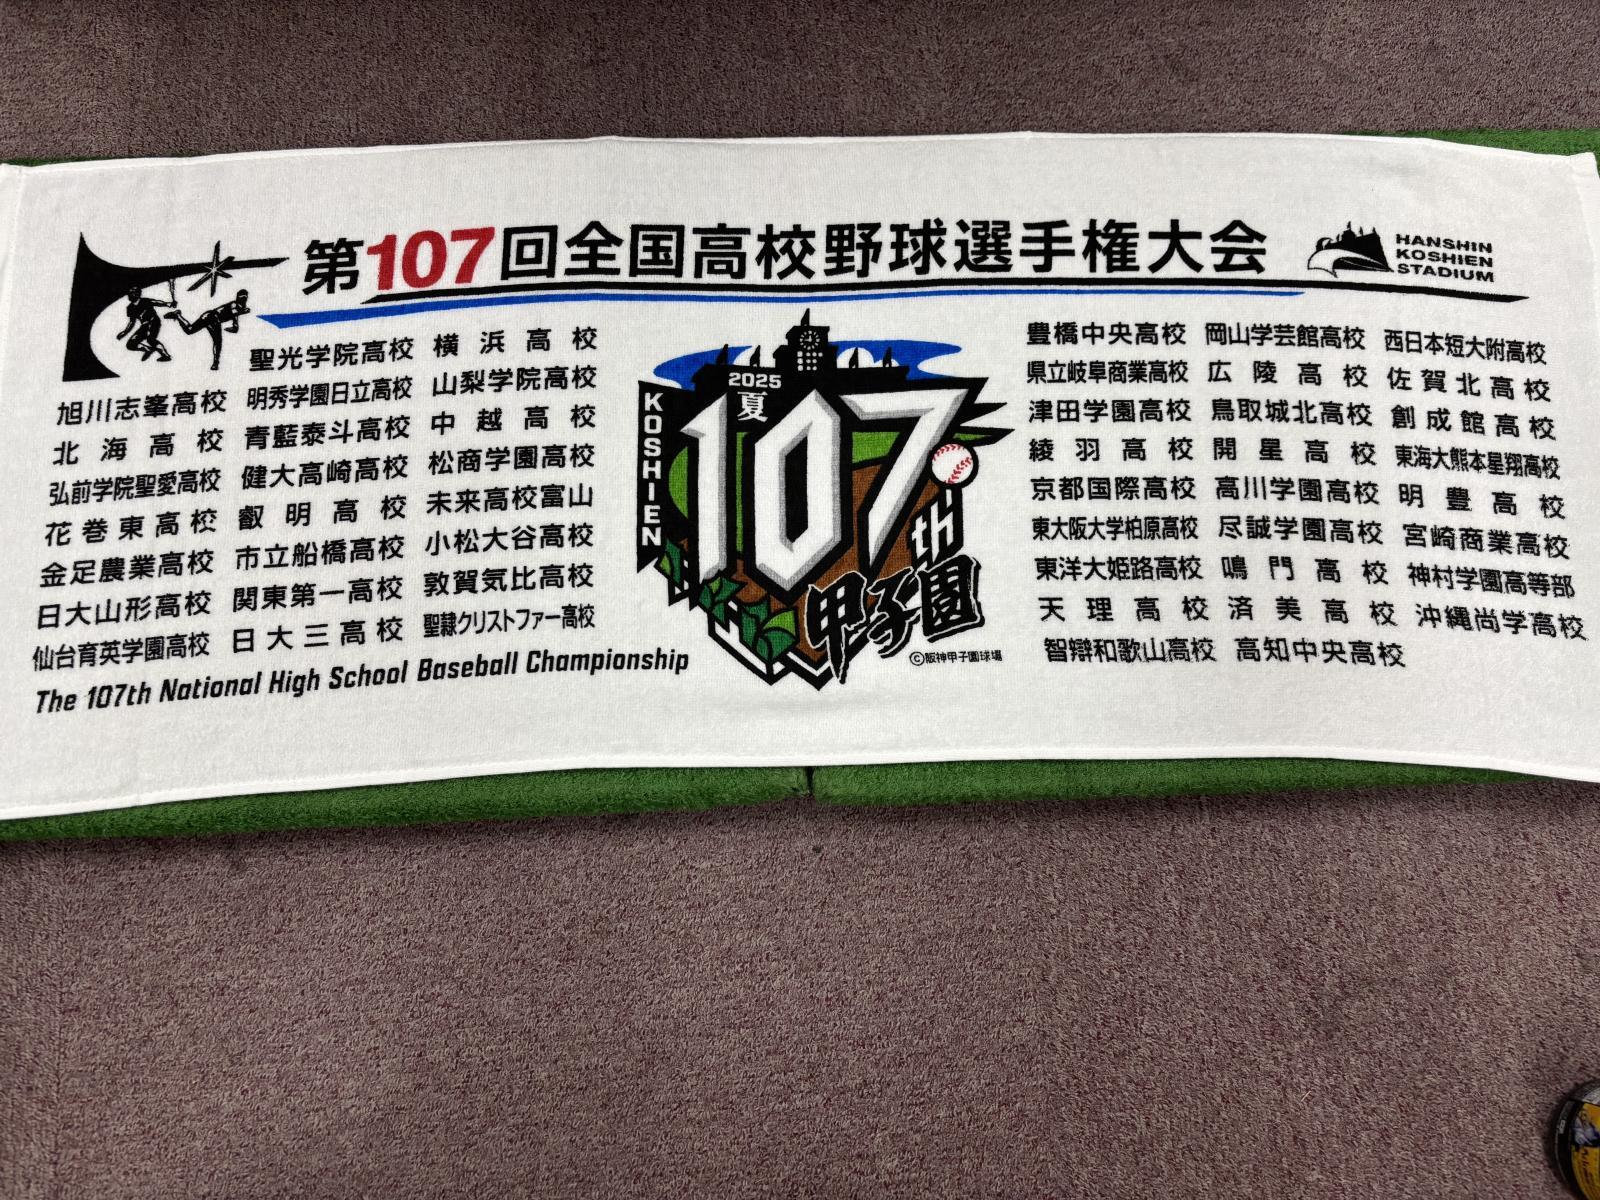 第107回全国高校野球選手権大会
HANSHIN
KOSHIEN
STADIUM
旭川志峯高校
北海高校
弘前学院聖愛高校
花巻東高校
金足農業高校
日大山形高校
仙台育英学園高校
聖光学院高校
明秀学園日立高校
青藍泰斗高校
健大高崎高校
叡明高校
市立船橋高校
関東第一高校
日大三高校
横浜高校
山梨学院高校
中越高校
松商学園高校
未来高校富山
小松大谷高校
敦賀気比高校
聖隷クリストファー高校
The 107th National High School Baseball Championship
KOSHIEN
2025
夏
107th
甲子園
©阪神甲子園球場
豊橋中央高校
県立岐阜商業高校
津田学園高校
綾羽高校
京都国際高校
東大阪大学柏原高校
東洋大姫路高校
天理高校
智辯和歌山高校
岡山学芸館高校
広陵高校
鳥取城北高校
開星高校
高川学園高校
尽誠学園高校
鳴門高校
済美高校
高知中央高校
西日本短大附高校
佐賀北高校
創成館高校
東海大熊本星翔高校
明豊高校
宮崎商業高校
神村学園高等部
沖縄尚学高校